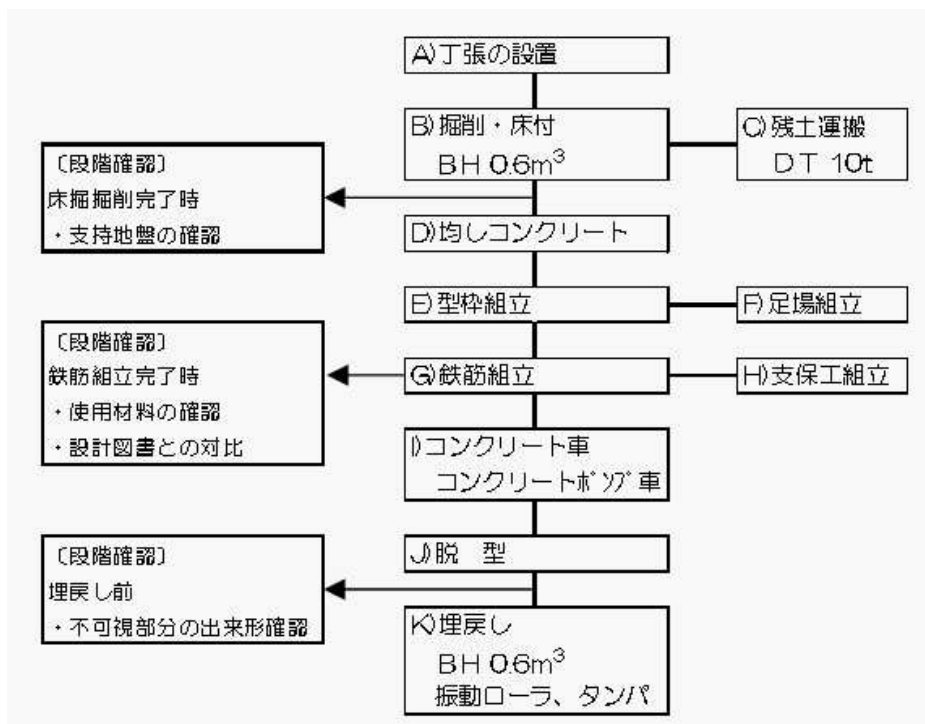 A)丁張の設置
B)掘削・床付
BH 0.6m³
C)残土運搬
DT 10t
〔段階確認〕
床掘掘削完了時
・支持地盤の確認
D)均しコンクリート
E)型枠組立
F)足場組立
〔段階確認〕
鉄筋組立完了時
・使用材料の確認
・設計図書との対比
G)鉄筋組立
H)支保工組立
I)コンクリート車
コンクリートポンプ車
J)脱　型
〔段階確認〕
埋戻し前
・不可視部分の出来形確認
K)埋戻し
BH 0.6m³
振動ローラ、タンパ